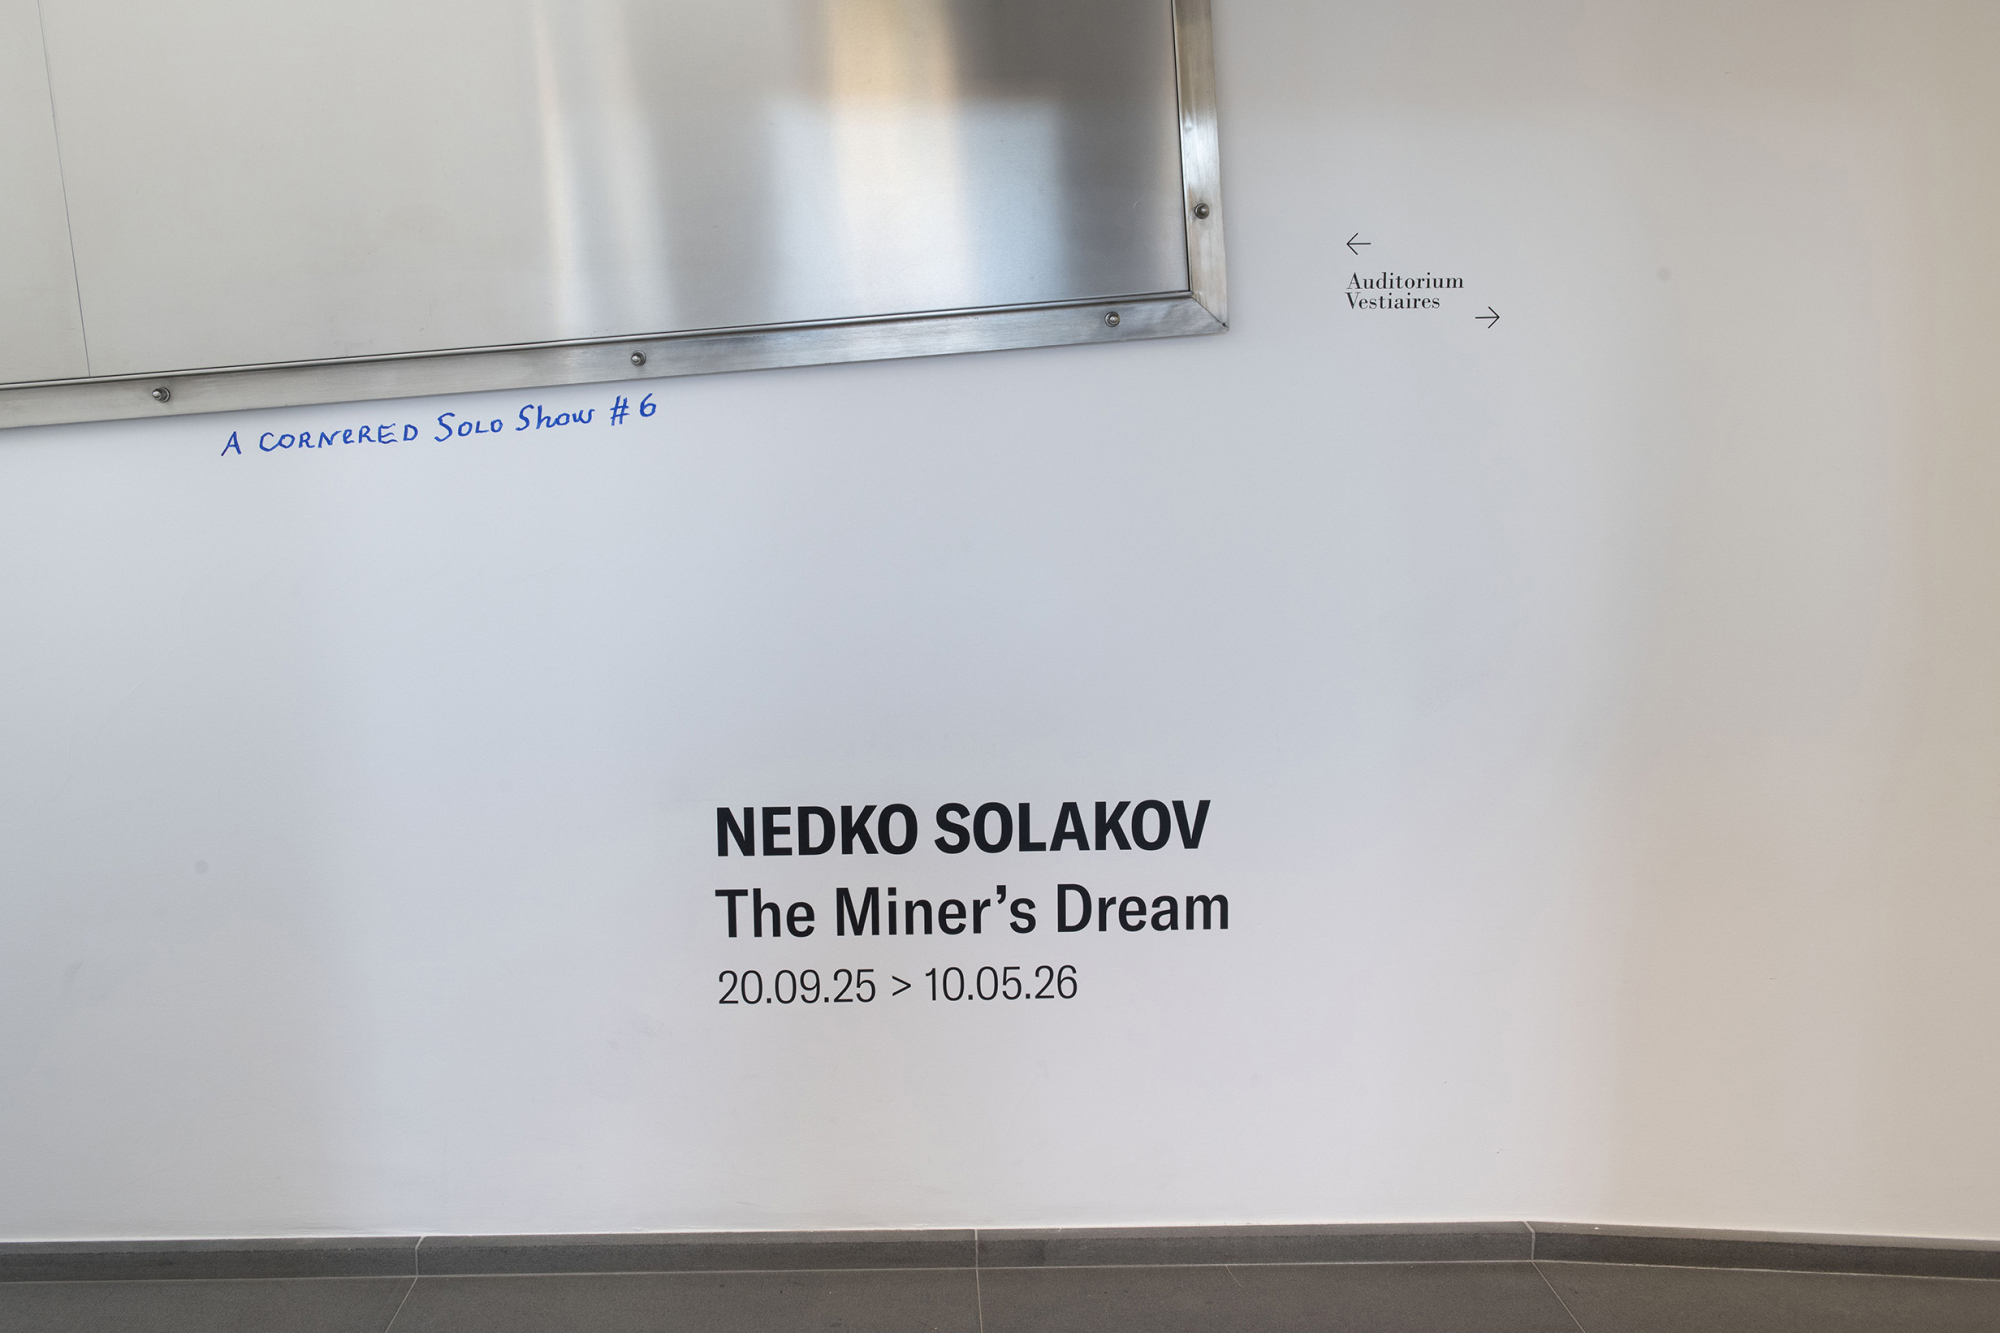 A CORNERED SOLO Show # 6
←
Auditorium
Vestiaires
→
NEDKO SOLAKOV
The Miner’s Dream
20.09.25 > 10.05.26